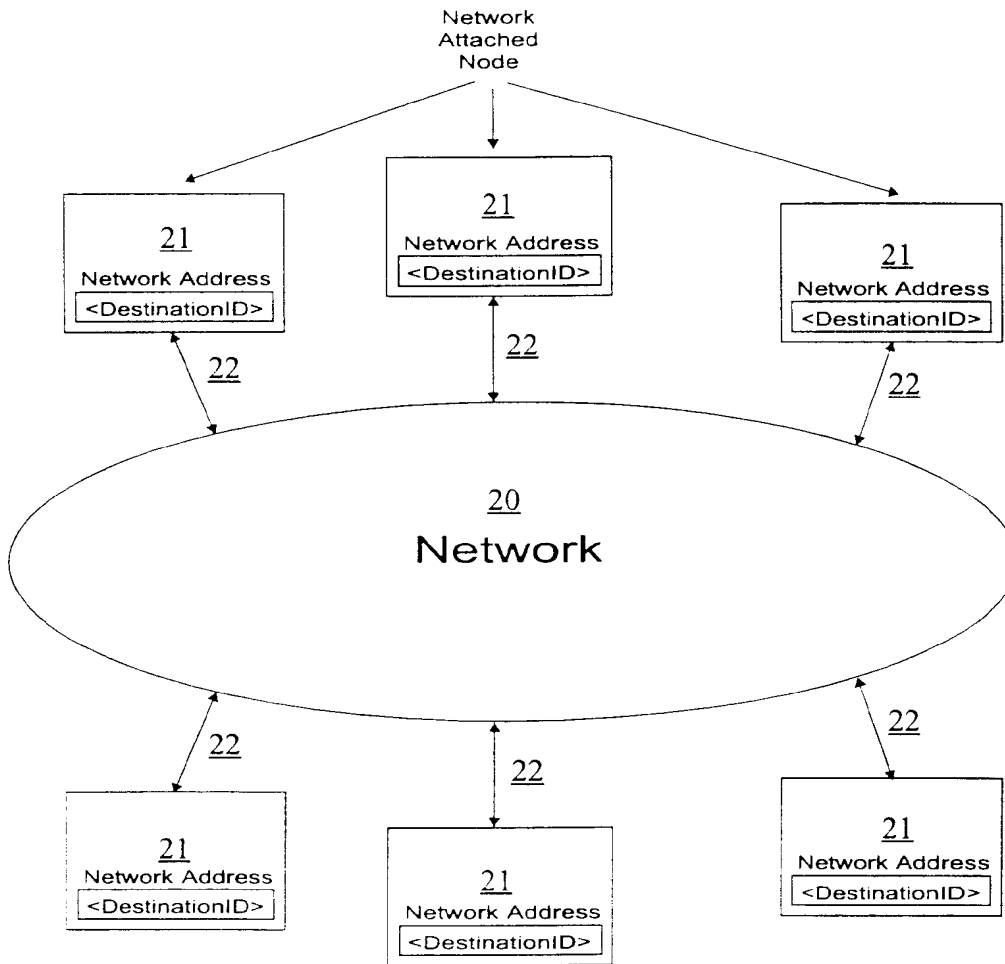 Network
Attached
Node
21
Network Address
<DestinationID>
21
Network Address
<DestinationID>
21
Network Address
<DestinationID>
22
22
22
20
Network
22
22
22
21
Network Address
<DestinationID>
21
Network Address
<DestinationID>
21
Network Address
<DestinationID>